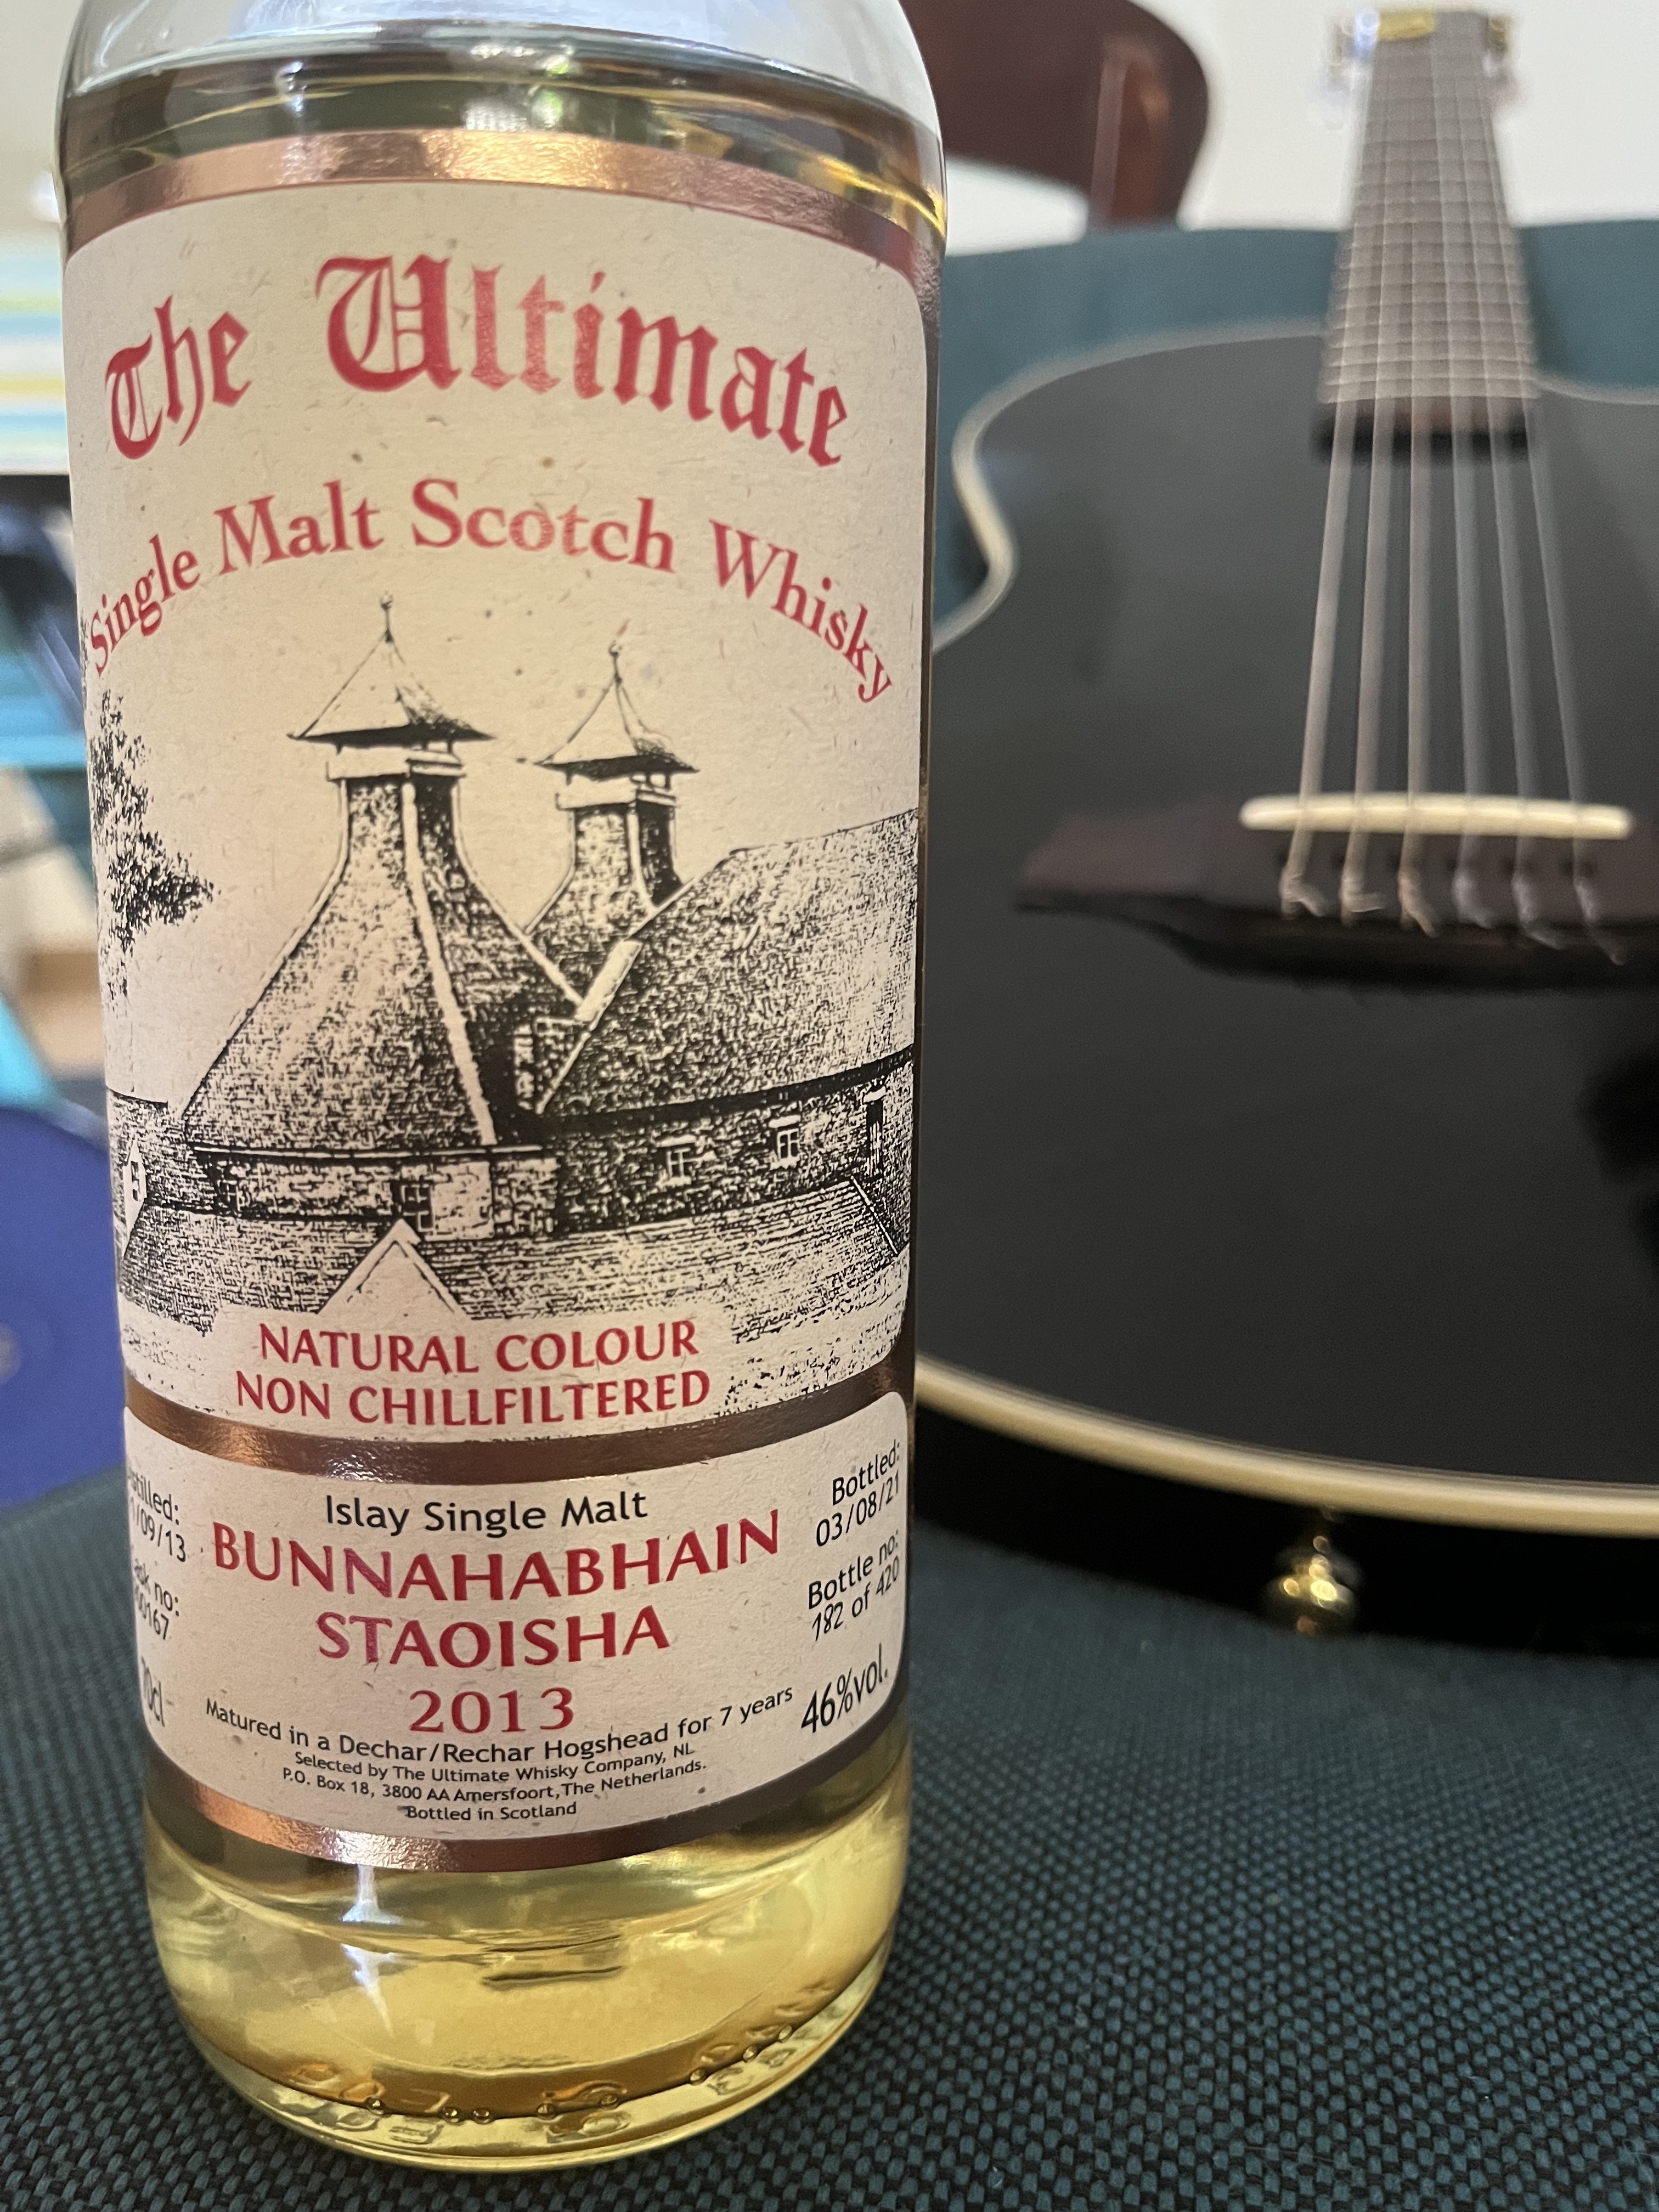 The Ultimate
Single Malt Scotch Whisky
NATURAL COLOUR
NON CHILLFILTERED
Islay Single Malt
BUNNAHABHAIN
STAOISHA
2013
Matured in a Dechar/Rechar Hogshead for 7 years
Selected by The Ultimate Whisky Company, NL
P.O. Box 18, 3800 AA Amersfoort, The Netherlands.
Bottled in Scotland
Bottled:
03/08/21
Bottle no:
182 of 420
46%vol.
no:
70cl